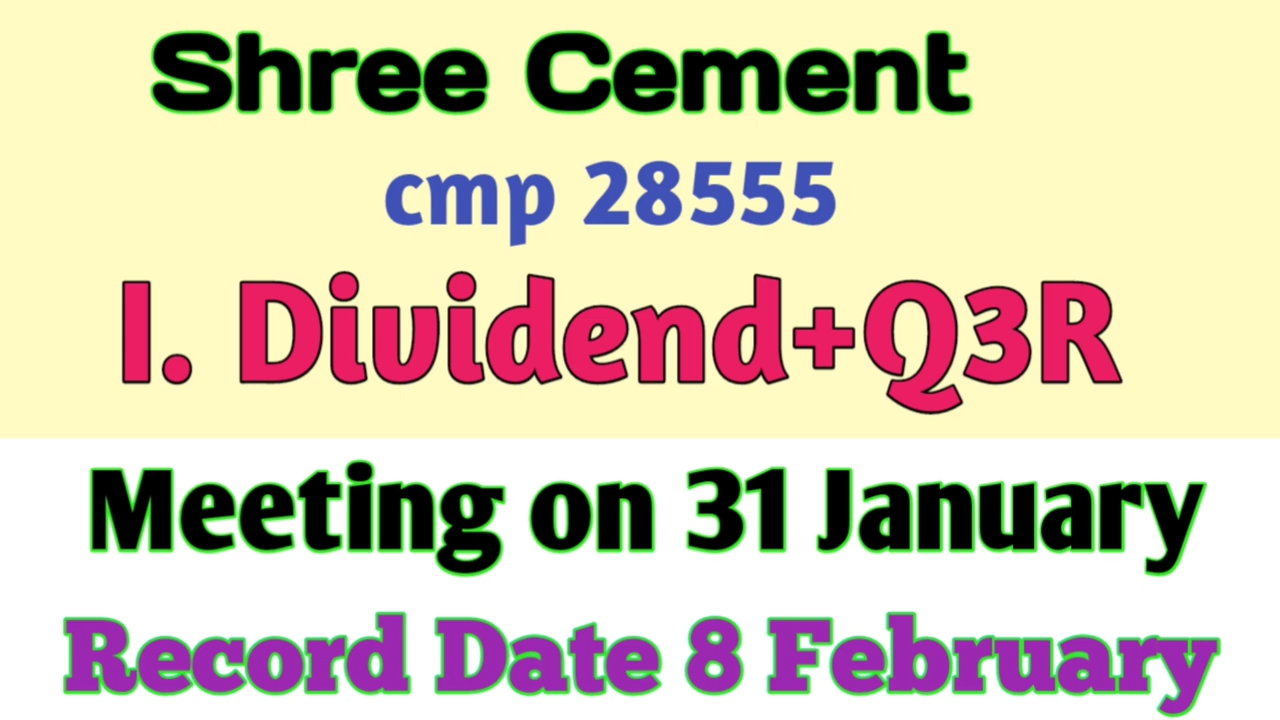 Shree Cement
cmp 28555
I. Dividend+Q3R
Meeting on 31 January
Record Date 8 February